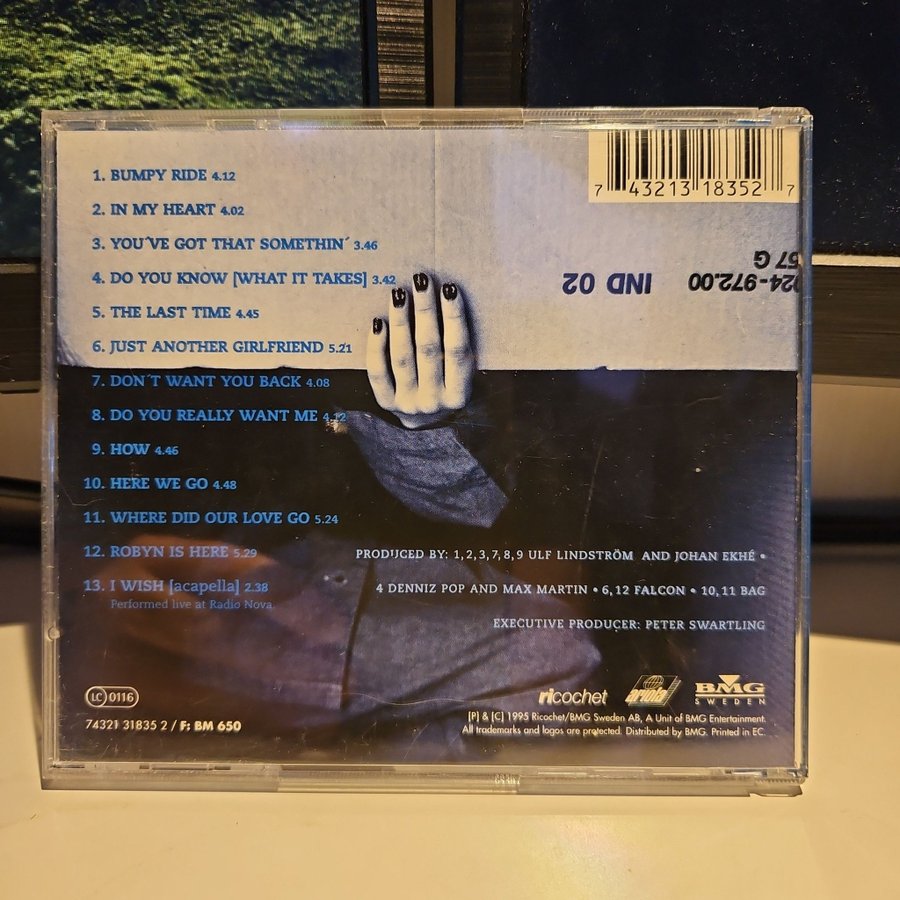 1. BUMPY RIDE 4.12
2. IN MY HEART 4.02
3. YOU´VE GOT THAT SOMETHIN´ 3.46
4. DO YOU KNOW [WHAT IT TAKES] 3.42
5. THE LAST TIME 4.45
6. JUST ANOTHER GIRLFRIEND 5.21
7. DON´T WANT YOU BACK 4.08
8. DO YOU REALLY WANT ME 4.12
9. HOW 4.46
10. HERE WE GO 4.48
11. WHERE DID OUR LOVE GO 5.24
12. ROBYN IS HERE 5.29
13. I WISH [acapella] 2.38
Performed live at Radio Nova.
7 43213 18352 7
57 G
024-972.00
IND 02
PRODUCED BY: 1,2,3,7,8,9 ULF LINDSTRÖM AND JOHAN EKHÉ •
4 DENNIZ POP AND MAX MARTIN • 6,12 FALCON • 10,11 BAG
EXECUTIVE PRODUCER: PETER SWARTLING
LC 0116
74321 31835 2 / F: BM 650
ricochet
ariola
BMG
SWEDEN
[P] & [C] 1995 Ricochet/BMG Sweden AB, A Unit of BMG Entertainment.
All trademarks and logos are protected. Distributed by BMG. Printed in EC.